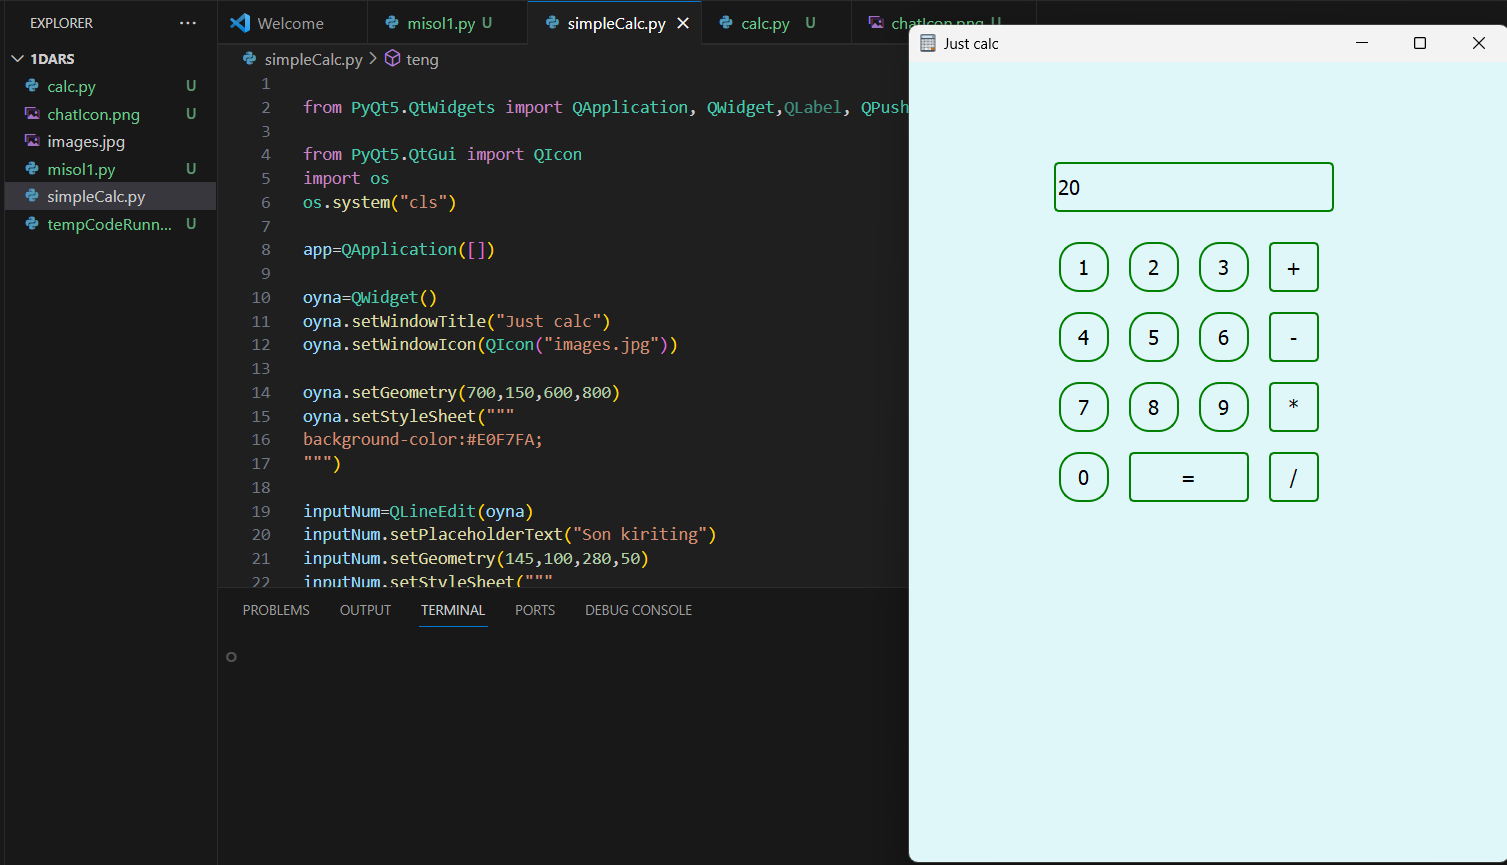 EXPLORER ...
1DARS
calc.py U
chatIcon.png U
images.jpg
misol1.py U
simpleCalc.py
tempCodeRunn... U
Welcome misol1.py U simpleCalc.py calc.py U chatIcon.png U
simpleCalc.py > teng
1
2 from PyQt5.QtWidgets import QApplication, QWidget,QLabel, QPush
3
4 from PyQt5.QtGui import QIcon
5 import os
6 os.system("cls")
7
8 app=QApplication([])
9
10 oyna=QWidget()
11 oyna.setWindowTitle("Just calc")
12 oyna.setWindowIcon(QIcon("images.jpg"))
13
14 oyna.setGeometry(700,150,600,800)
15 oyna.setStyleSheet("""
16 background-color:#E0F7FA;
17 """)
18
19 inputNum=QLineEdit(oyna)
20 inputNum.setPlaceholderText("Son kiriting")
21 inputNum.setGeometry(145,100,280,50)
22 inputNum.setStyleSheet("""
PROBLEMS OUTPUT TERMINAL PORTS DEBUG CONSOLE
Just calc
20
1 2 3 +
4 5 6 -
7 8 9 *
0 = /